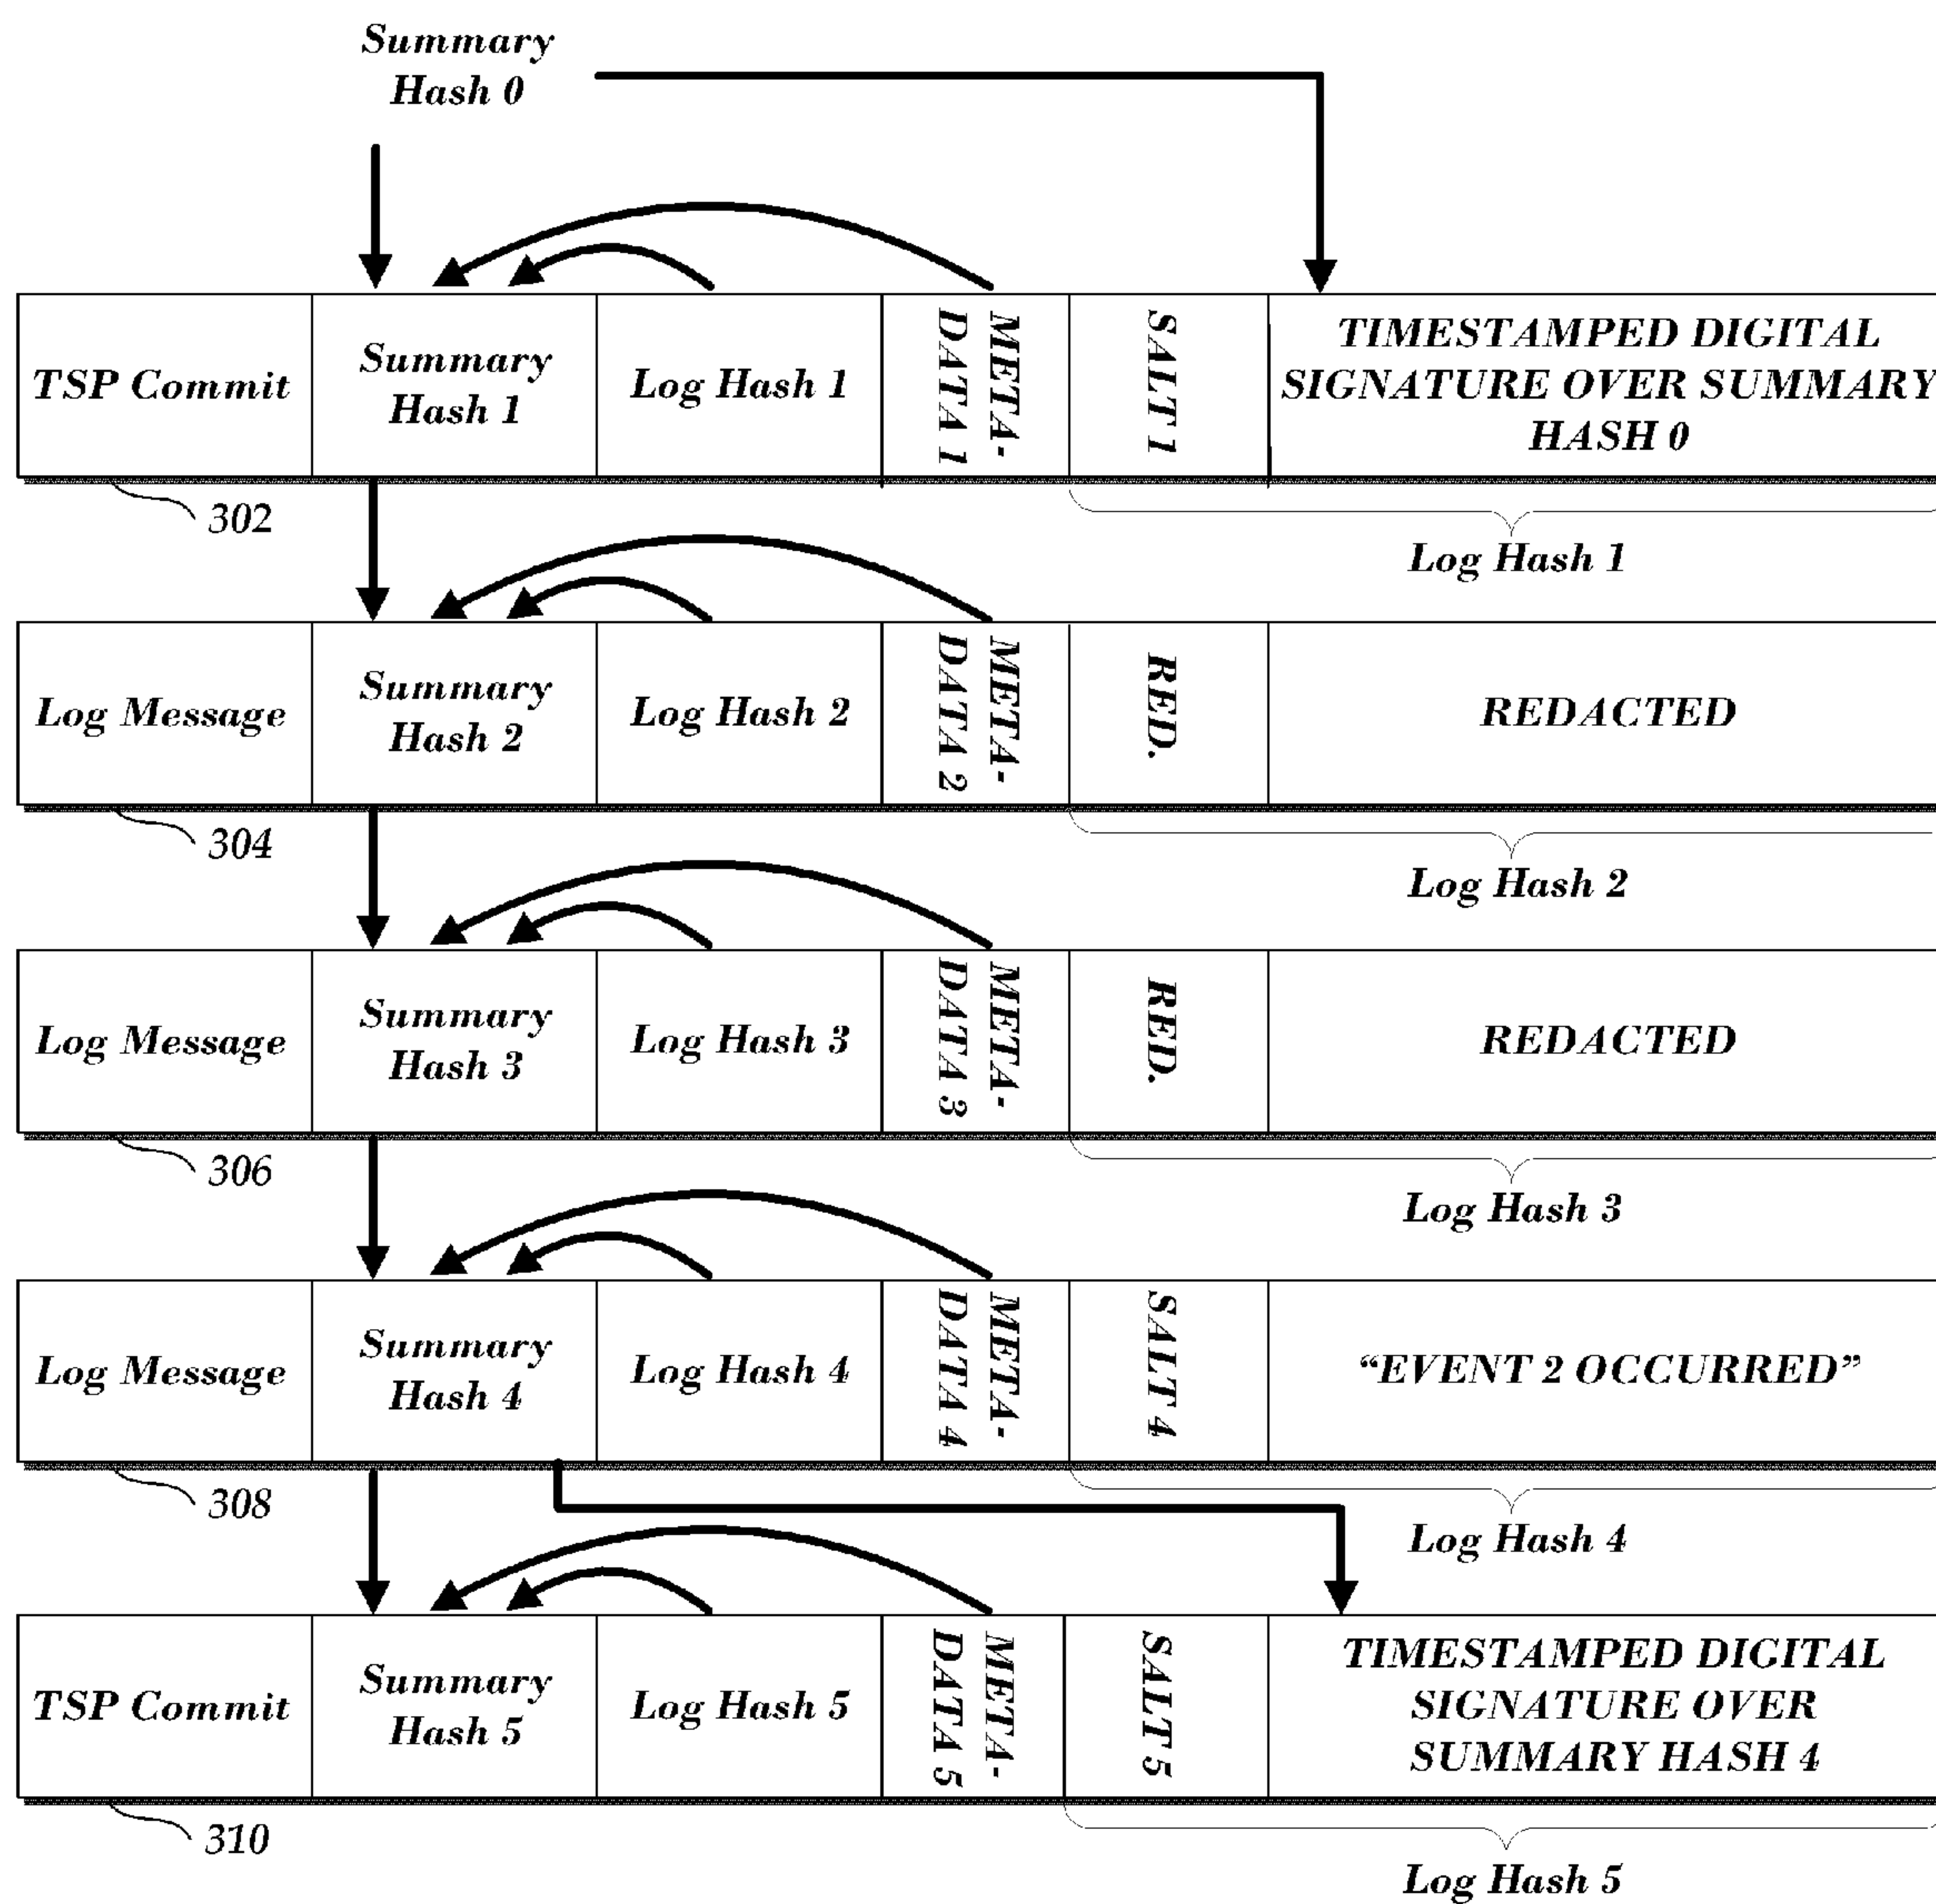 Summary
Hash 0
TSP Commit
Summary
Hash 1
Log Hash 1
META-
DATA 1
SALT 1
TIMESTAMPED DIGITAL
SIGNATURE OVER SUMMARY
HASH 0
302
Log Hash 1
Log Message
Summary
Hash 2
Log Hash 2
META-
DATA 2
RED.
REDACTED
304
Log Hash 2
Log Message
Summary
Hash 3
Log Hash 3
META-
DATA 3
RED.
REDACTED
306
Log Hash 3
Log Message
Summary
Hash 4
Log Hash 4
META-
DATA 4
SALT 4
“EVENT 2 OCCURRED”
308
Log Hash 4
TSP Commit
Summary
Hash 5
Log Hash 5
META-
DATA 5
SALT 5
TIMESTAMPED DIGITAL
SIGNATURE OVER
SUMMARY HASH 4
310
Log Hash 5